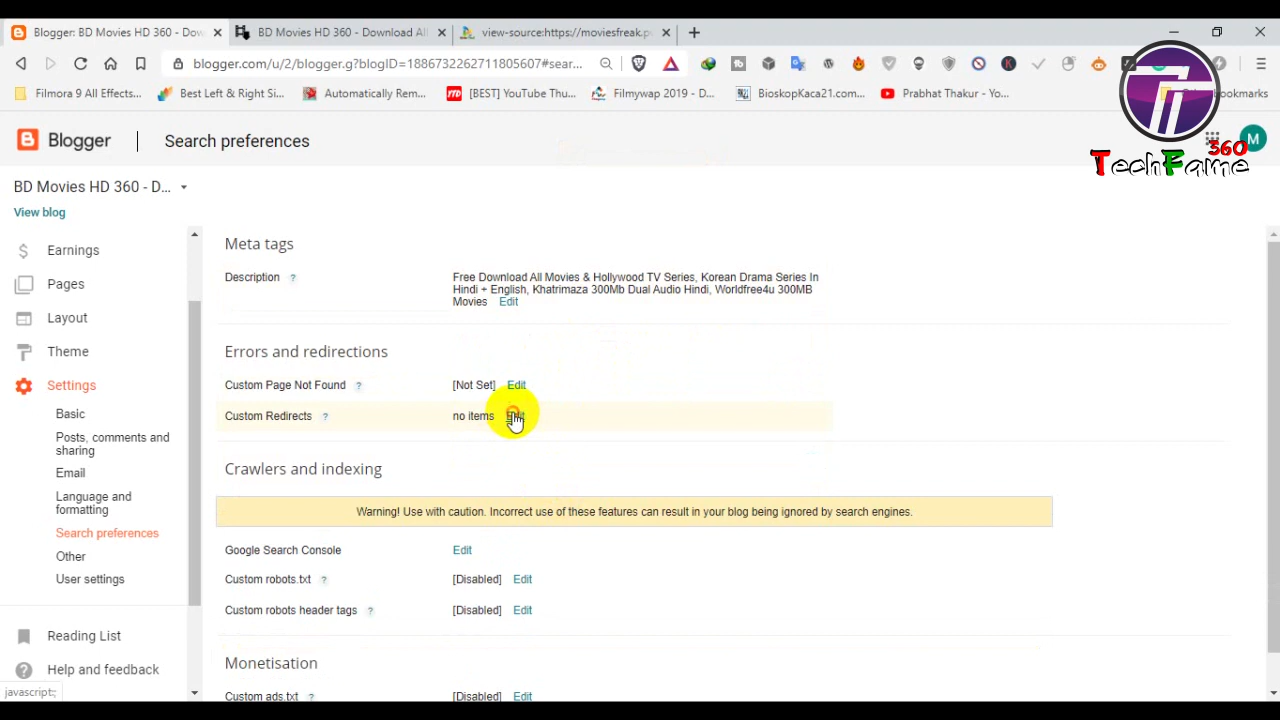 Blogger: BD Movies HD 360 - Dow
BD Movies HD 360 - Download All
view-source:https://moviesfreak.p
blogger.com/u/2/blogger.g?blogID=1886732262711805607#sear...
Filmora 9 All Effects...
Best Left & Right Si...
Automatically Rem...
[BEST] YouTube Thu...
Filmywap 2019 - D...
BioskopKaca21.com...
Prabhat Thakur - Yo...
bookmarks
Blogger
Search preferences
M
TechFame 360
BD Movies HD 360 - D...
View blog
Earnings
Pages
Layout
Theme
Settings
Basic
Posts, comments and
sharing
Email
Language and
formatting
Search preferences
Other
User settings
Reading List
Help and feedback
javascript:;
Meta tags
Description ?
Free Download All Movies & Hollywood TV Series, Korean Drama Series In
Hindi + English, Khatrimaza 300Mb Dual Audio Hindi, Worldfree4u 300MB
Movies Edit
Errors and redirections
Custom Page Not Found ? [Not Set] Edit
Custom Redirects ? no items
Crawlers and indexing
Warning! Use with caution. Incorrect use of these features can result in your blog being ignored by search engines.
Google Search Console Edit
Custom robots.txt ? [Disabled] Edit
Custom robots header tags ? [Disabled] Edit
Monetisation
Custom ads.txt ? [Disabled] Edit